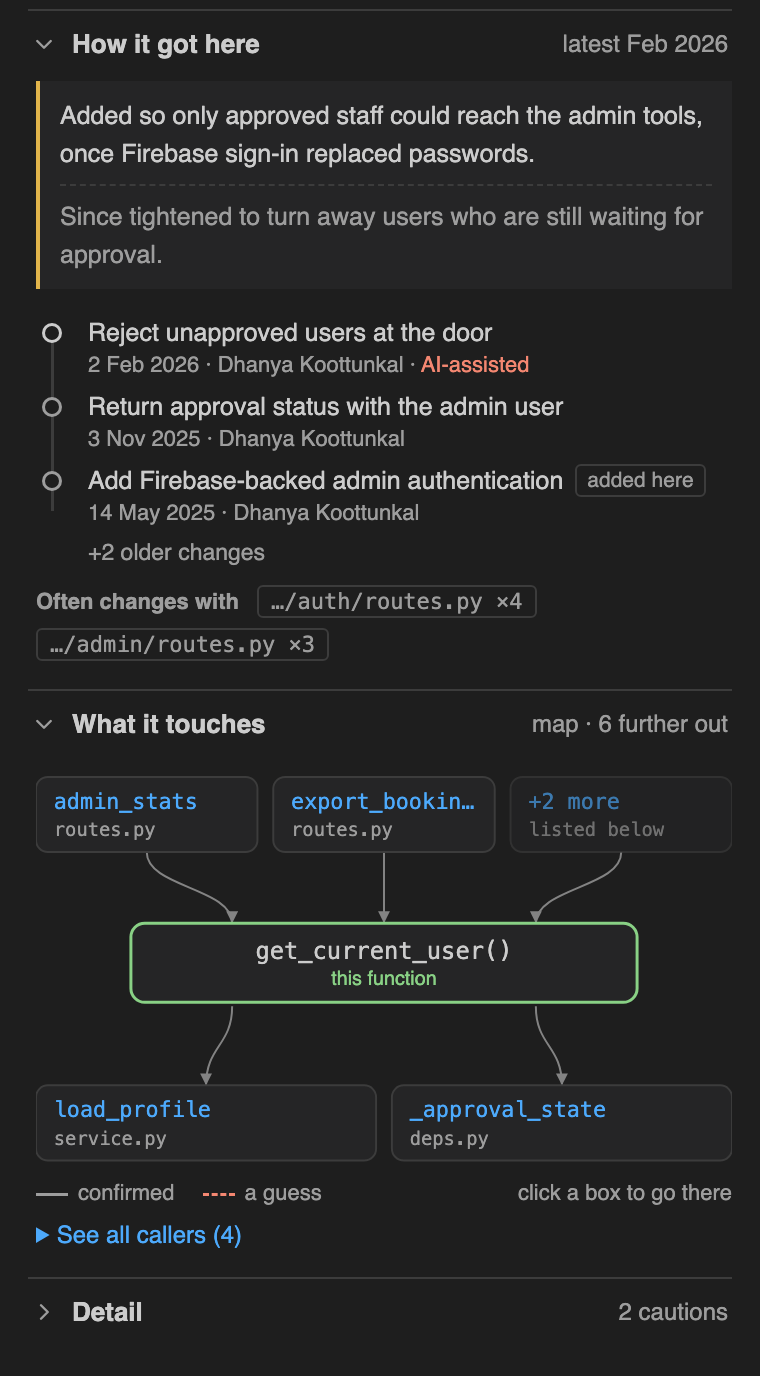 How it got here
latest Feb 2026
Added so only approved staff could reach the admin tools,
once Firebase sign-in replaced passwords.
Since tightened to turn away users who are still waiting for
approval.
Reject unapproved users at the door
2 Feb 2026 · Dhanya Koottunkal · AI-assisted
Return approval status with the admin user
3 Nov 2025 · Dhanya Koottunkal
Add Firebase-backed admin authentication added here
14 May 2025 · Dhanya Koottunkal
+2 older changes
Often changes with …/auth/routes.py ×4
…/admin/routes.py ×3
What it touches
map · 6 further out
admin_stats
routes.py
export_bookin…
routes.py
+2 more
listed below
get_current_user()
this function
load_profile
service.py
_approval_state
deps.py
confirmed
a guess
click a box to go there
See all callers (4)
Detail
2 cautions